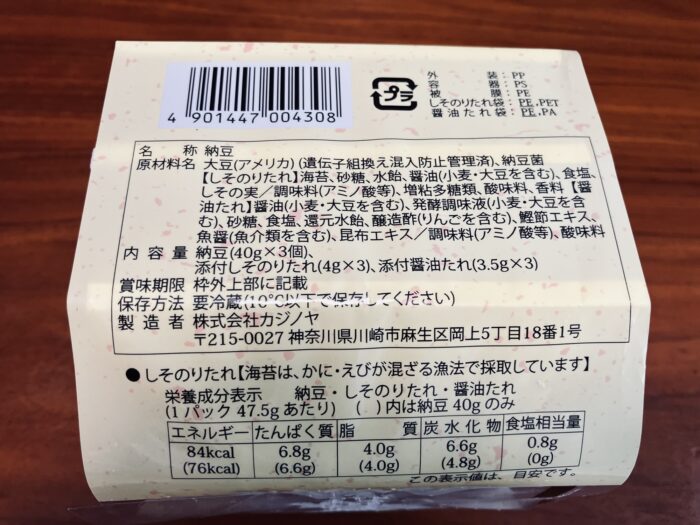 外装:PP
容器:PS
被膜:PE
しそのりたれ袋:PE,PET
醤油たれ袋:PE,PA
プラ
4 901447 004308
名称 納豆
原材料名 大豆(アメリカ)(遺伝子組換え混入防止管理済)、納豆菌
【しそのりたれ】海苔、砂糖、水飴、醤油(小麦・大豆を含む)、食塩、
しその実/調味料(アミノ酸等)、増粘多糖類、酸味料、香料【醤
油たれ】醤油(小麦・大豆を含む)、発酵調味液(小麦・大豆を含
む)、砂糖、食塩、還元水飴、醸造酢(りんごを含む)、鰹節エキス、
魚醤(魚介類を含む)、昆布エキス/調味料(アミノ酸等)、酸味料
内容量 納豆(40g×3個)、
添付しそのりたれ(4g×3)、添付醤油たれ(3.5g×3)
賞味期限 枠外上部に記載
保存方法 要冷蔵(10℃以下で保存してください)
製造者 株式会社カジノヤ
〒215-0027 神奈川県川崎市麻生区岡上5丁目18番1号
●しそのりたれ【海苔は、かに・えびが混ざる漁法で採取しています】
栄養成分表示 納豆・しそのりたれ・醤油たれ
(1パック 47.5gあたり) ( )内は納豆 40g のみ
エネルギー たんぱく質 脂質 炭水化物 食塩相当量
84kcal 6.8g 4.0g 6.6g 0.8g
(76kcal) (6.6g) (4.0g) (4.8g) (0g)
この表示値は、目安です。